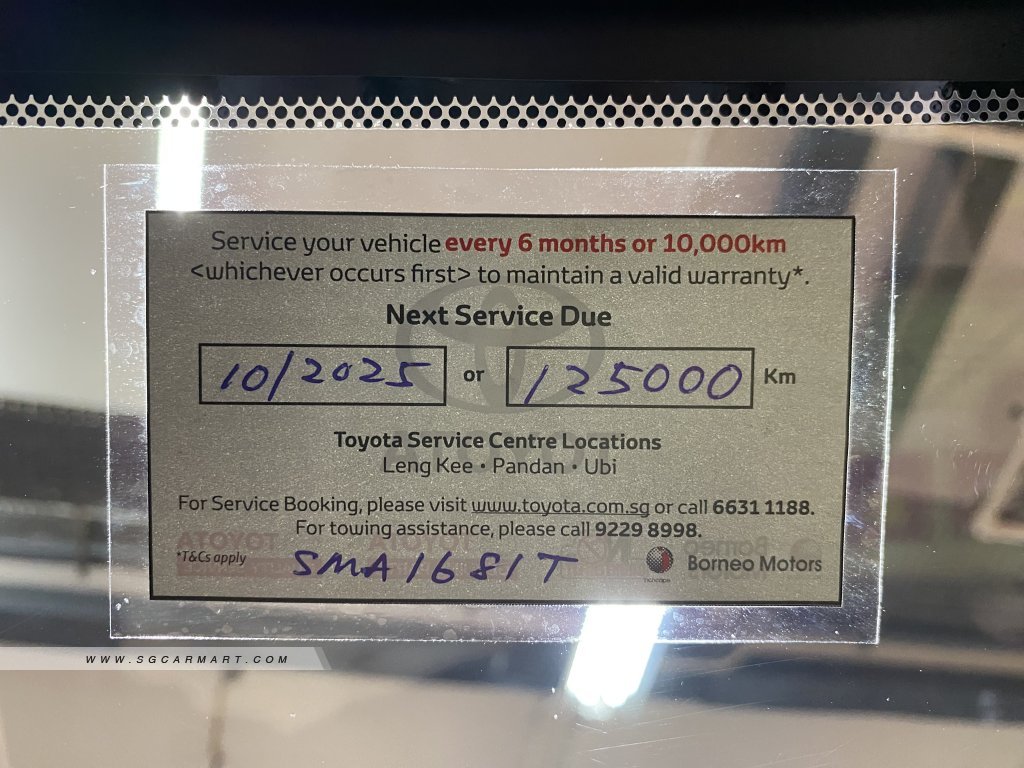 Service your vehicle every 6 months or 10,000km
<whichever occurs first> to maintain a valid warranty*.
Next Service Due
10/2025 or 125000 Km
Toyota Service Centre Locations
Leng Kee • Pandan • Ubi
For Service Booking, please visit www.toyota.com.sg or call 6631 1188.
For towing assistance, please call 9229 8998.
*T&Cs apply SMA1681T inchcape Borneo Motors
WWW.SGCARMART.COM